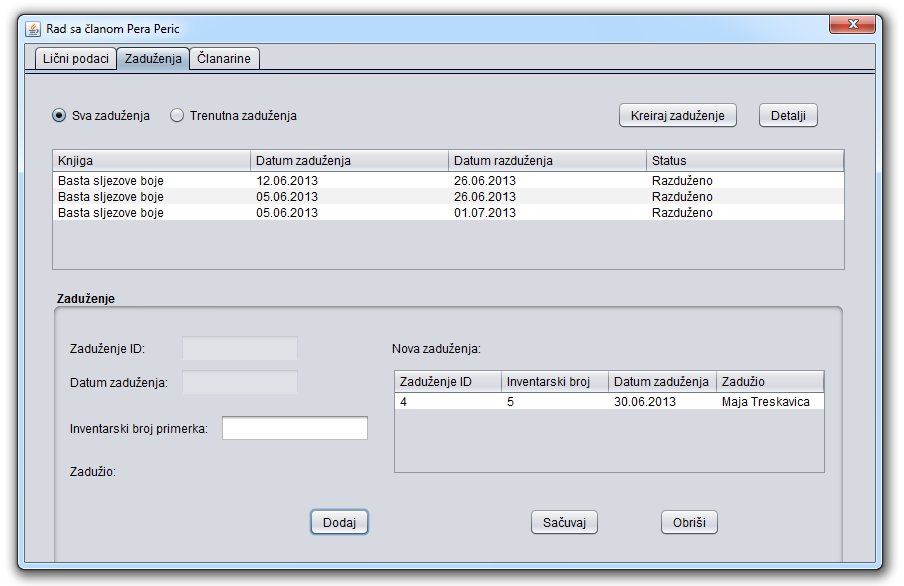 Rad sa članom Pera Peric
Lični podaci Zaduženja Članarine
Sva zaduženja Trenutna zaduženja Kreiraj zaduženje Detalji
Knjiga Datum zaduženja Datum razduženja Status
Basta sljezove boje 12.06.2013 26.06.2013 Razduženo
Basta sljezove boje 05.06.2013 26.06.2013 Razduženo
Basta sljezove boje 05.06.2013 01.07.2013 Razduženo
Zaduženje
Zaduženje ID: Nova zaduženja:
Datum zaduženja: Zaduženje ID Inventarski broj Datum zaduženja Zadužio
4 5 30.06.2013 Maja Treskavica
Inventarski broj primerka:
Zadužio:
Dodaj Sačuvaj Obriši